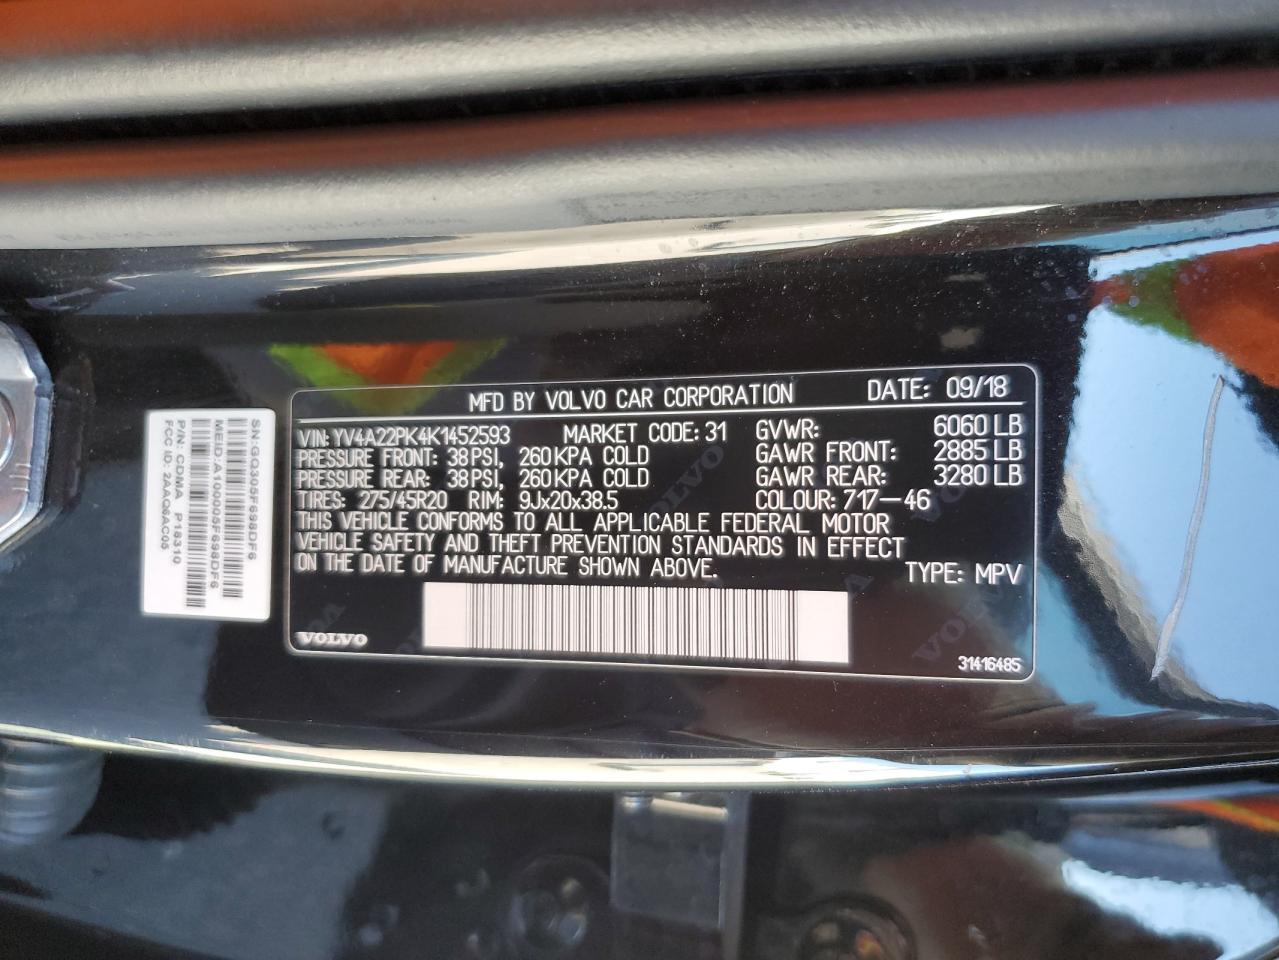 MFD BY VOLVO CAR CORPORATION DATE: 09/18
VIN: YV4A22PK4K1452593 MARKET CODE: 31 GVWR: 6060 LB
PRESSURE FRONT: 38 PSI, 260 KPA COLD GAWR FRONT: 2885 LB
PRESSURE REAR: 38 PSI, 260 KPA COLD GAWR REAR: 3280 LB
TIRES: 275/45R20 RIM: 9Jx20x38.5 COLOUR: 717-46
THIS VEHICLE CONFORMS TO ALL APPLICABLE FEDERAL MOTOR
VEHICLE SAFETY AND THEFT PREVENTION STANDARDS IN EFFECT
ON THE DATE OF MANUFACTURE SHOWN ABOVE.
TYPE: MPV
VOLVO
31416485
SN:GQ305F698DF6
MEID:A100005F698DF6
P/N: CDMA P18310
FCC ID: 2AAQ6AC05